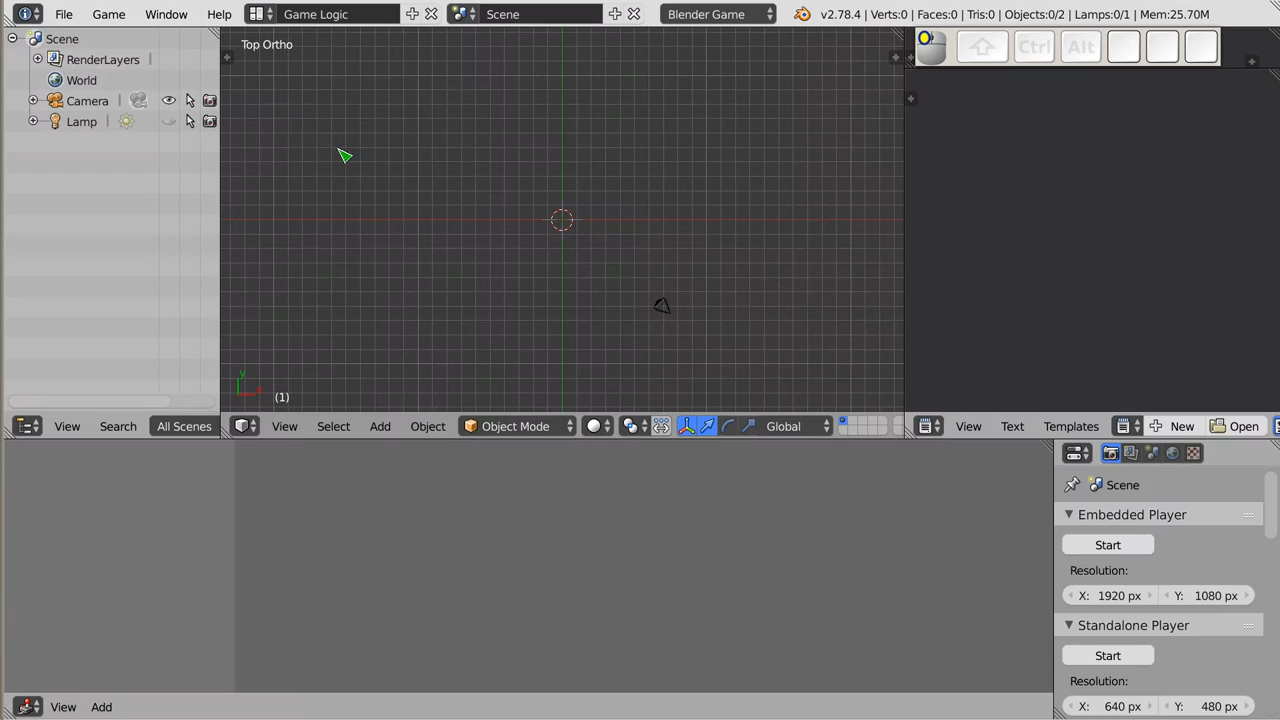 File Game Window Help Game Logic Scene Blender Game v2.78.4 | Verts:0 | Faces:0 | Tris:0 | Objects:0/2 | Lamps:0/1 | Mem:25.70M
Scene
RenderLayers
World
Camera
Lamp
Top Ortho
Ctrl Alt
y
x
(1)
View Search All Scenes
View Select Add Object Object Mode Global
View Text Templates New Open
Scene
Embedded Player
Start
Resolution:
X: 1920 px Y: 1080 px
Standalone Player
Start
Resolution:
X: 640 px Y: 480 px
View Add